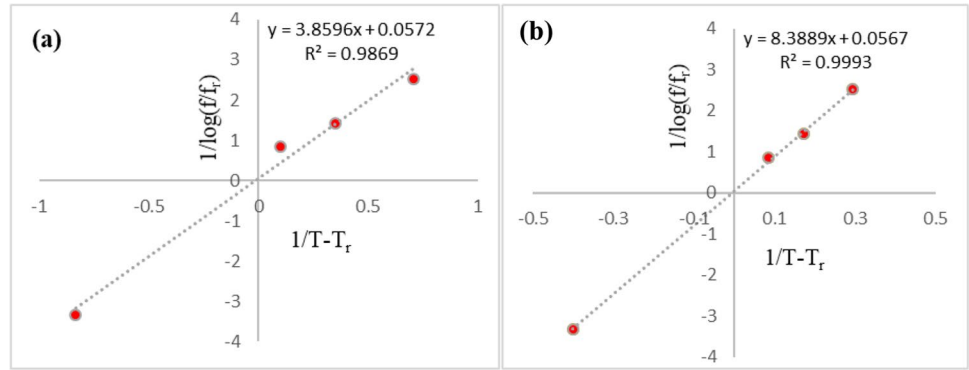 (a)
y = 3.8596x + 0.0572
R² = 0.9869
1/log(f/fr)
4
3
2
1
0
-1
-2
-3
-4
-1
-0.5
0
0.5
1
1/T-Tr
(b)
y = 8.3889x + 0.0567
R² = 0.9993
1/log(f/fr)
4
3
2
1
0
-1
-2
-3
-4
-0.5
-0.3
-0.1
0.1
0.3
0.5
1/T-Tr